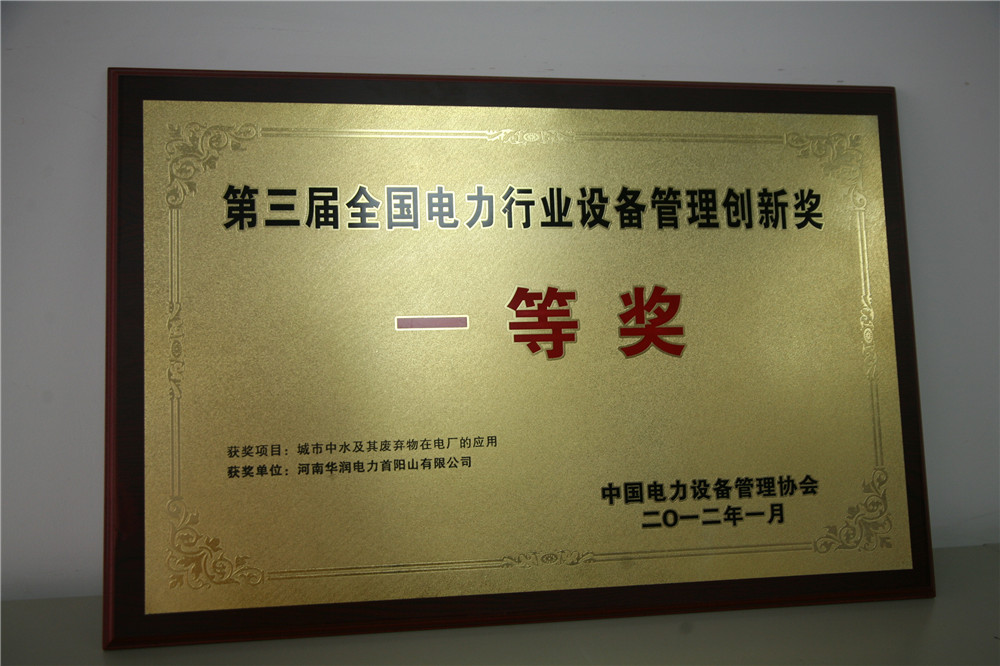 第三届全国电力行业设备管理创新奖
一等奖
获奖项目：城市中水及其废弃物在电厂的应用
获奖单位：河南华润电力首阳山有限公司
中国电力设备管理协会
二〇一二年一月